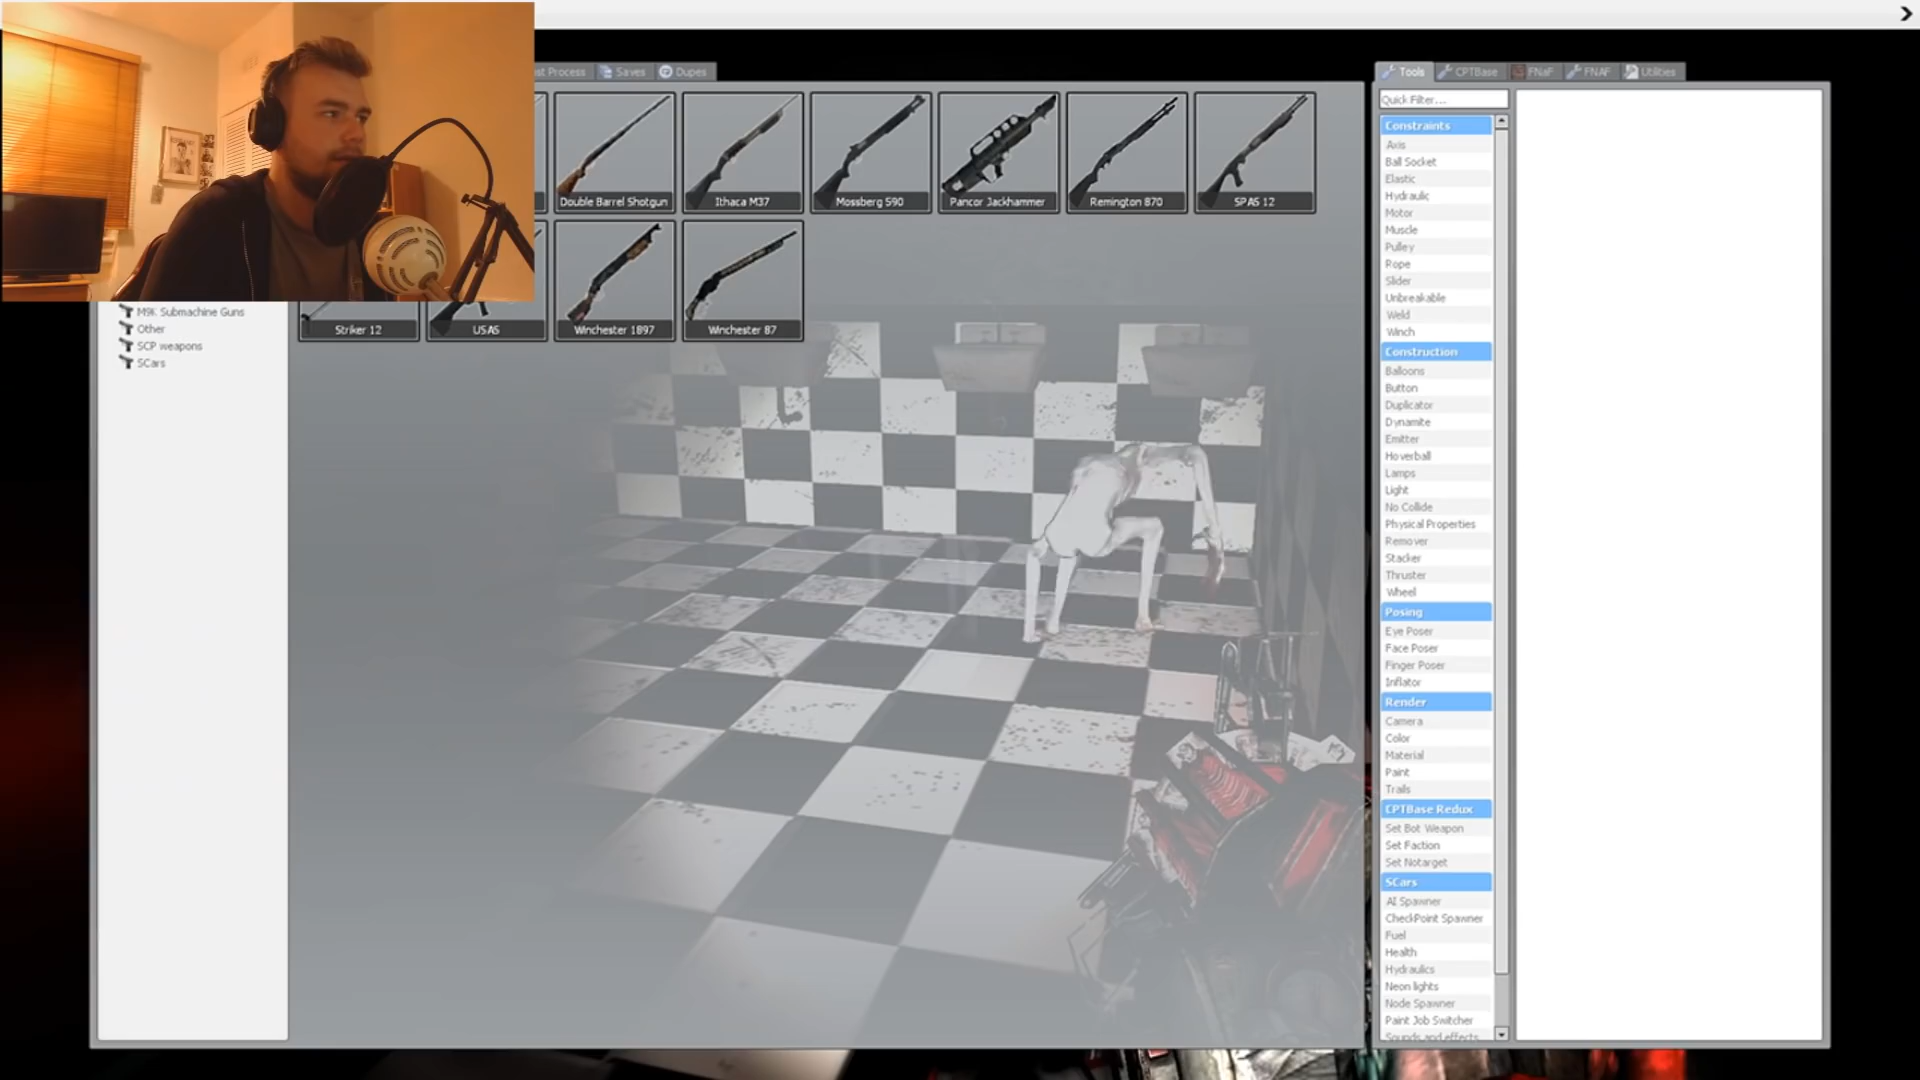 st Process
Saves
Dupes
Double Barrel Shotgun
Ithaca M37
Mossberg 590
Pancor Jackhammer
Remington 870
SPAS 12
Striker 12
USAS
Winchester 1897
Winchester 87
M9K Submachine Guns
Other
SCP weapons
SCars
Tools
CPTBase
FNaF
FNAF
Utilities
Quick Filter...
Constraints
Axis
Ball Socket
Elastic
Hydraulic
Motor
Muscle
Pulley
Rope
Slider
Unbreakable
Weld
Winch
Construction
Balloons
Button
Duplicator
Dynamite
Emitter
Hoverball
Lamps
Light
No Collide
Physical Properties
Remover
Stacker
Thruster
Wheel
Posing
Eye Poser
Face Poser
Finger Poser
Inflator
Render
Camera
Color
Material
Paint
Trails
CPTBase Redux
Set Bot Weapon
Set Faction
Set Notarget
SCars
AI Spawner
CheckPoint Spawner
Fuel
Health
Hydraulics
Neon lights
Node Spawner
Paint Job Switcher
Sounds and effects